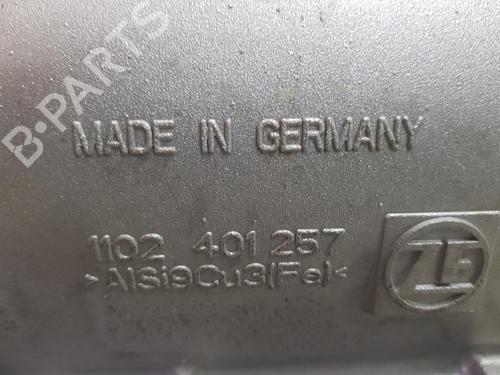 B-PARTS
MADE IN GERMANY
1102 401 257
>AlSi9Cu3(Fe)<
ZF